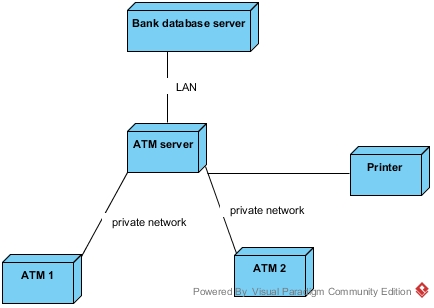 Bank database server
LAN
ATM server
Printer
private network
private network
ATM 1
ATM 2
Powered By Visual Paradigm Community Edition